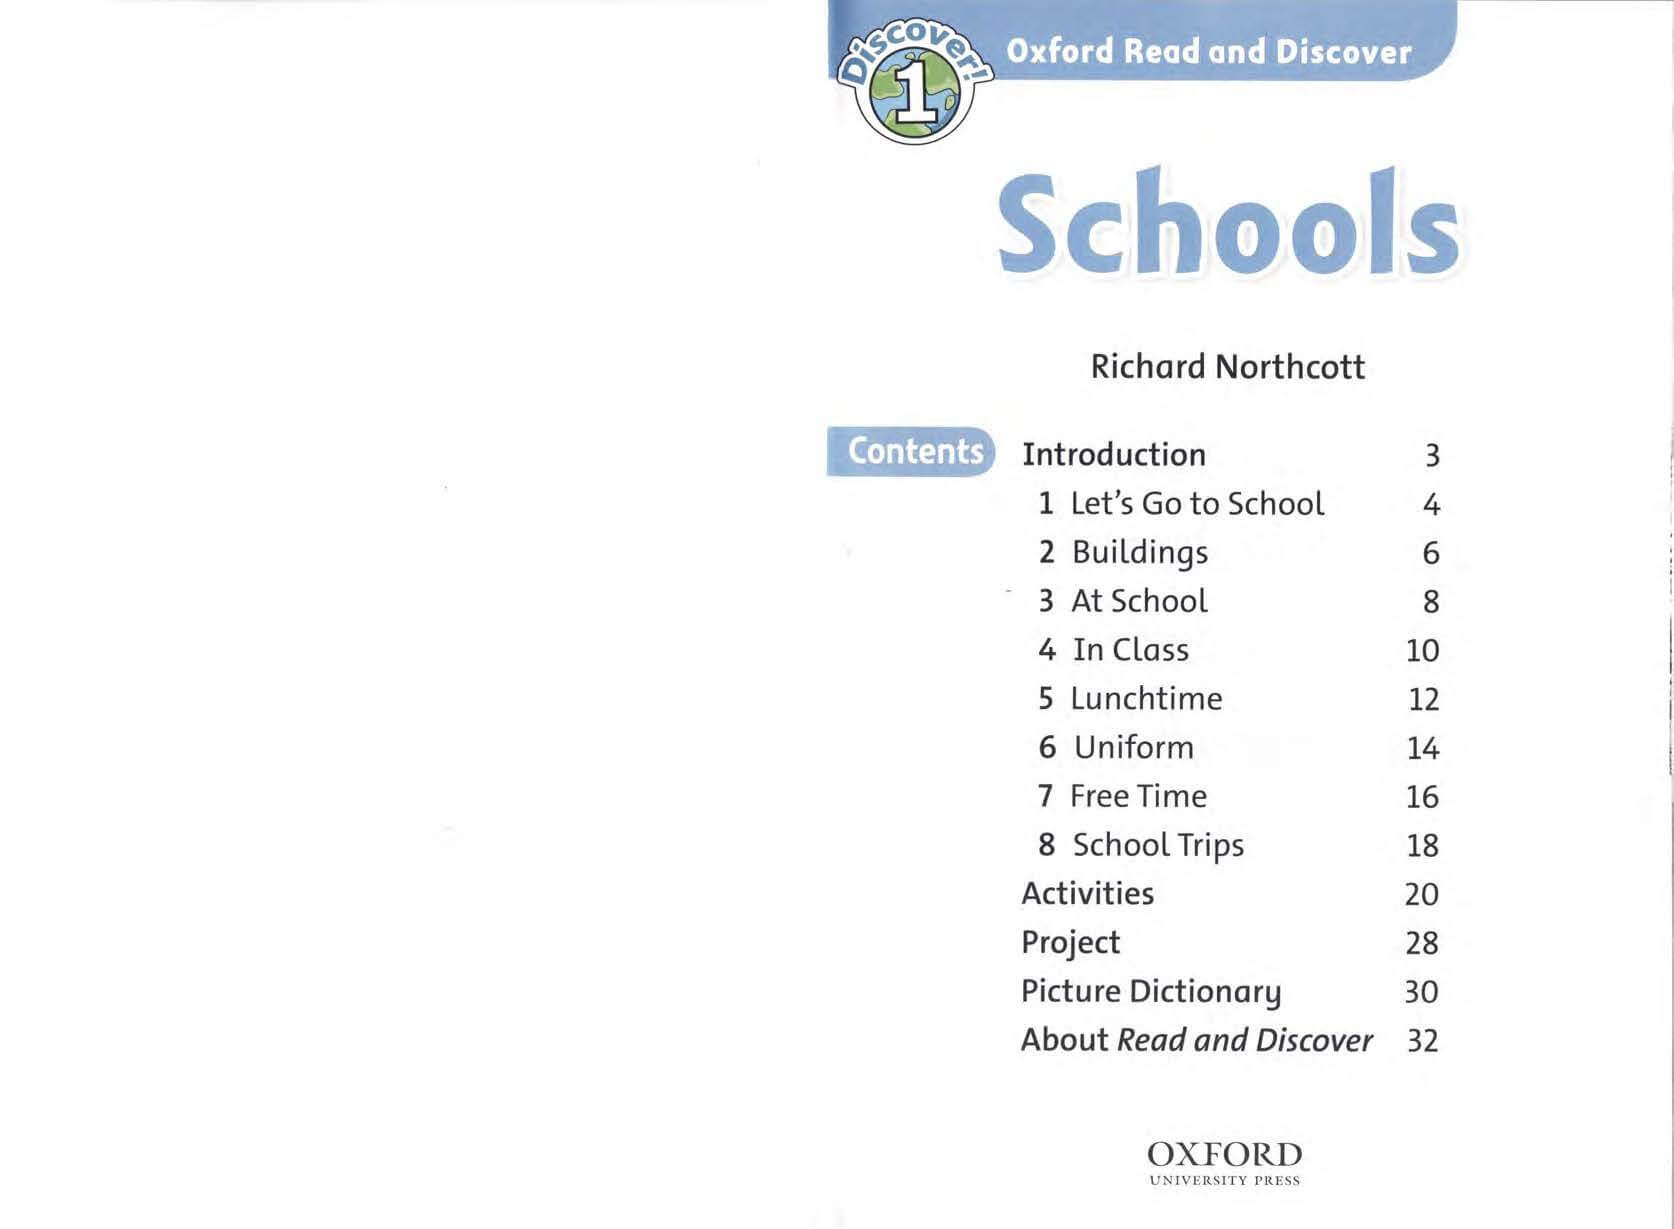 Discover!
1
Oxford Read and Discover
Schools
Richard Northcott
Contents
Introduction 3
1 Let's Go to School 4
2 Buildings 6
3 At School 8
4 In Class 10
5 Lunchtime 12
6 Uniform 14
7 Free Time 16
8 School Trips 18
Activities 20
Project 28
Picture Dictionary 30
About Read and Discover 32
OXFORD
UNIVERSITY PRESS